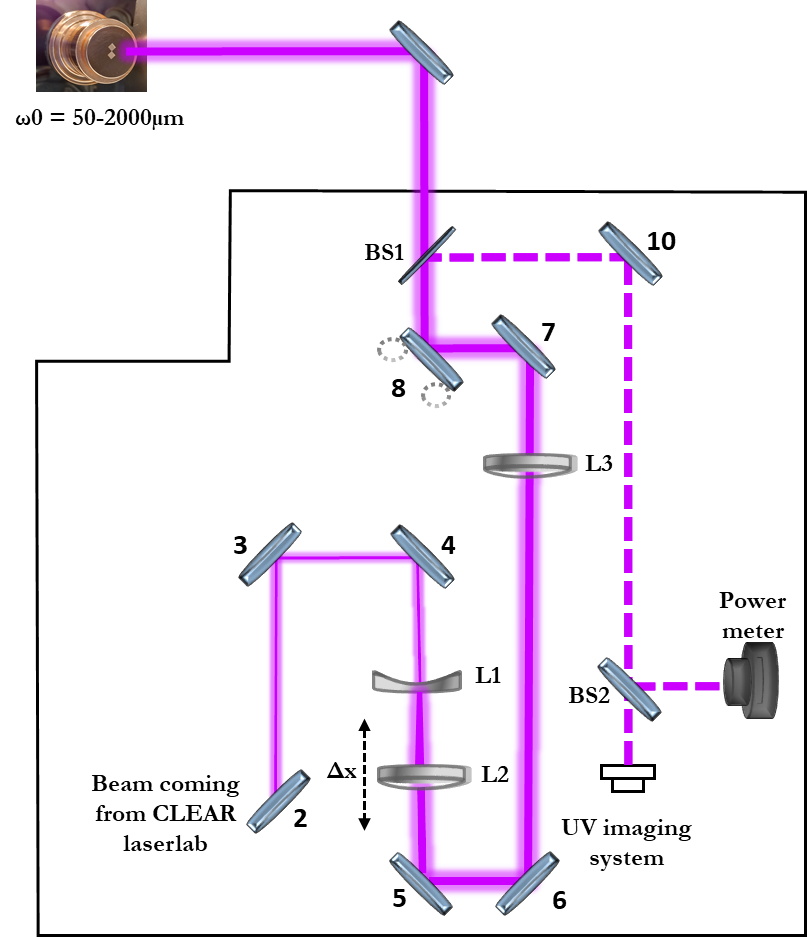 ω0 = 50-2000µm
BS1
10
7
8
L3
3
4
Power
meter
L1
BS2
L2
Δx
Beam coming
from CLEAR
laserlab
2
UV imaging
system
5
6